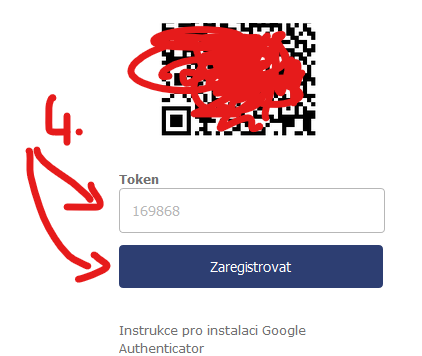 4.
Token
169868
Zaregistrovat
Instrukce pro instalaci Google
Authenticator